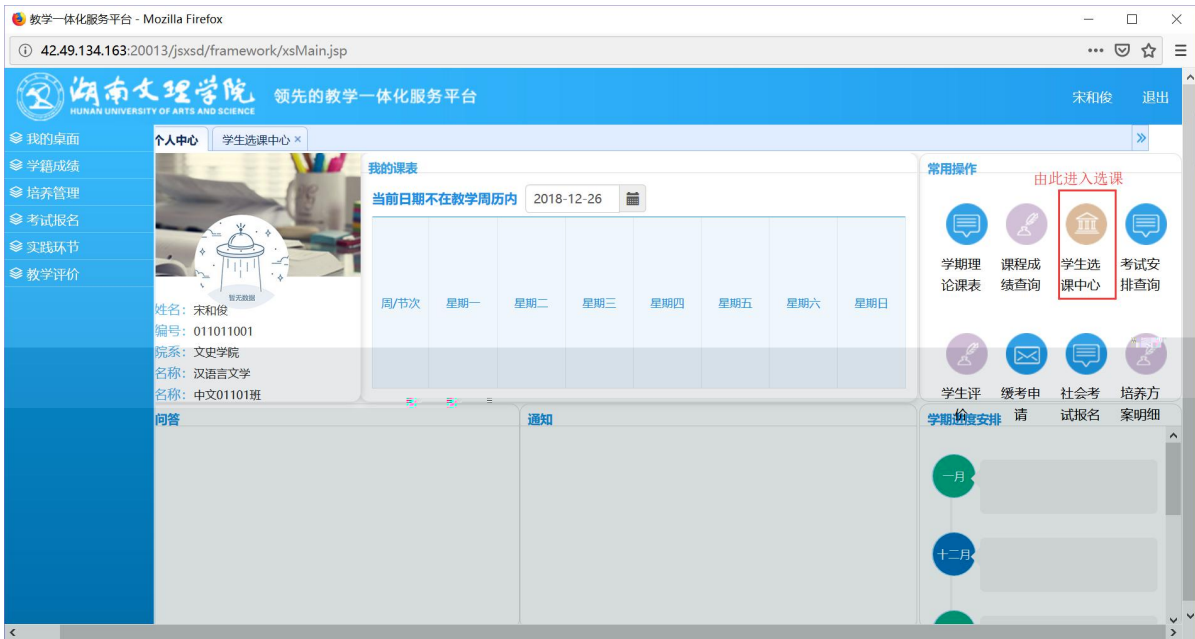 教学一体化服务平台 - Mozilla Firefox
42.49.134.163:20013/jsxsd/framework/xsMain.jsp
湖南文理学院
HUNAN UNIVERSITY OF ARTS AND SCIENCE
领先的教学一体化服务平台
宋和俊 退出
我的桌面
学籍成绩
培养管理
考试报名
实践环节
教学评价
个人中心 学生选课中心
暂无数据
姓名：宋和俊
编号：011011001
院系：文史学院
名称：汉语言文学
名称：中文01101班
我的课表
当前日期不在教学周历内 2018-12-26
周/节次 星期一 星期二 星期三 星期四 星期五 星期六 星期日
常用操作
由此进入选课
学期理论课表
课程成绩查询
学生选课中心
考试安排查询
学生评价
缓考申请
社会考试报名
培养方案明细
问答
通知
学期进度安排
一月
十二月